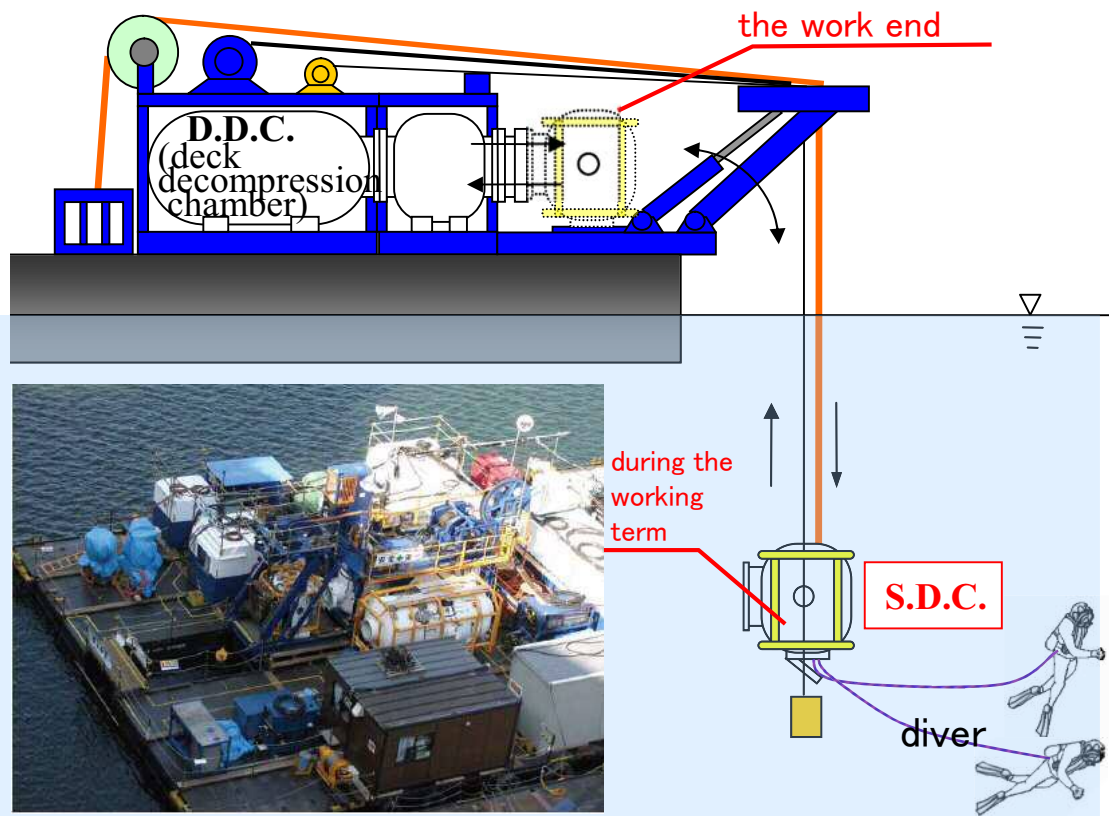 the work end
D.D.C.
(deck
decompression
chamber)
during the
working
term
S.D.C.
diver